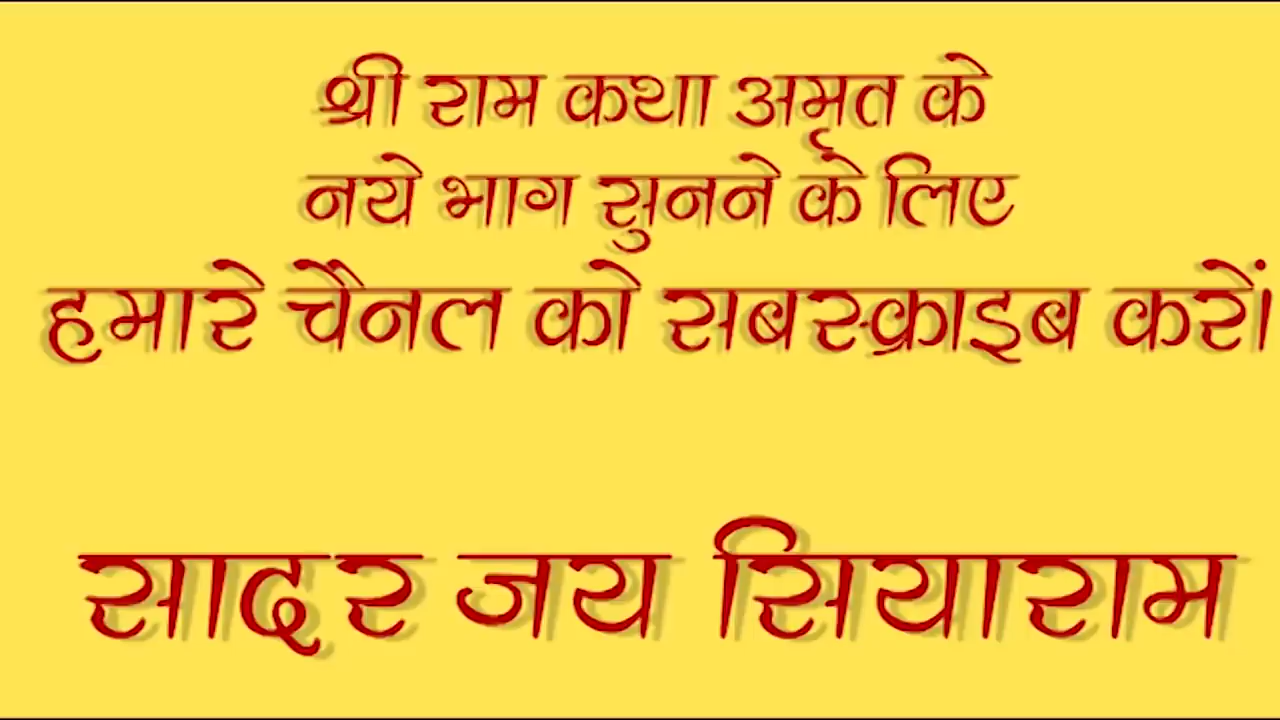 श्री राम कथा अमृत के
नये भाग सुनने के लिए
हमारे चैनल को सबस्क्राइब करें।
सादर जय सियाराम